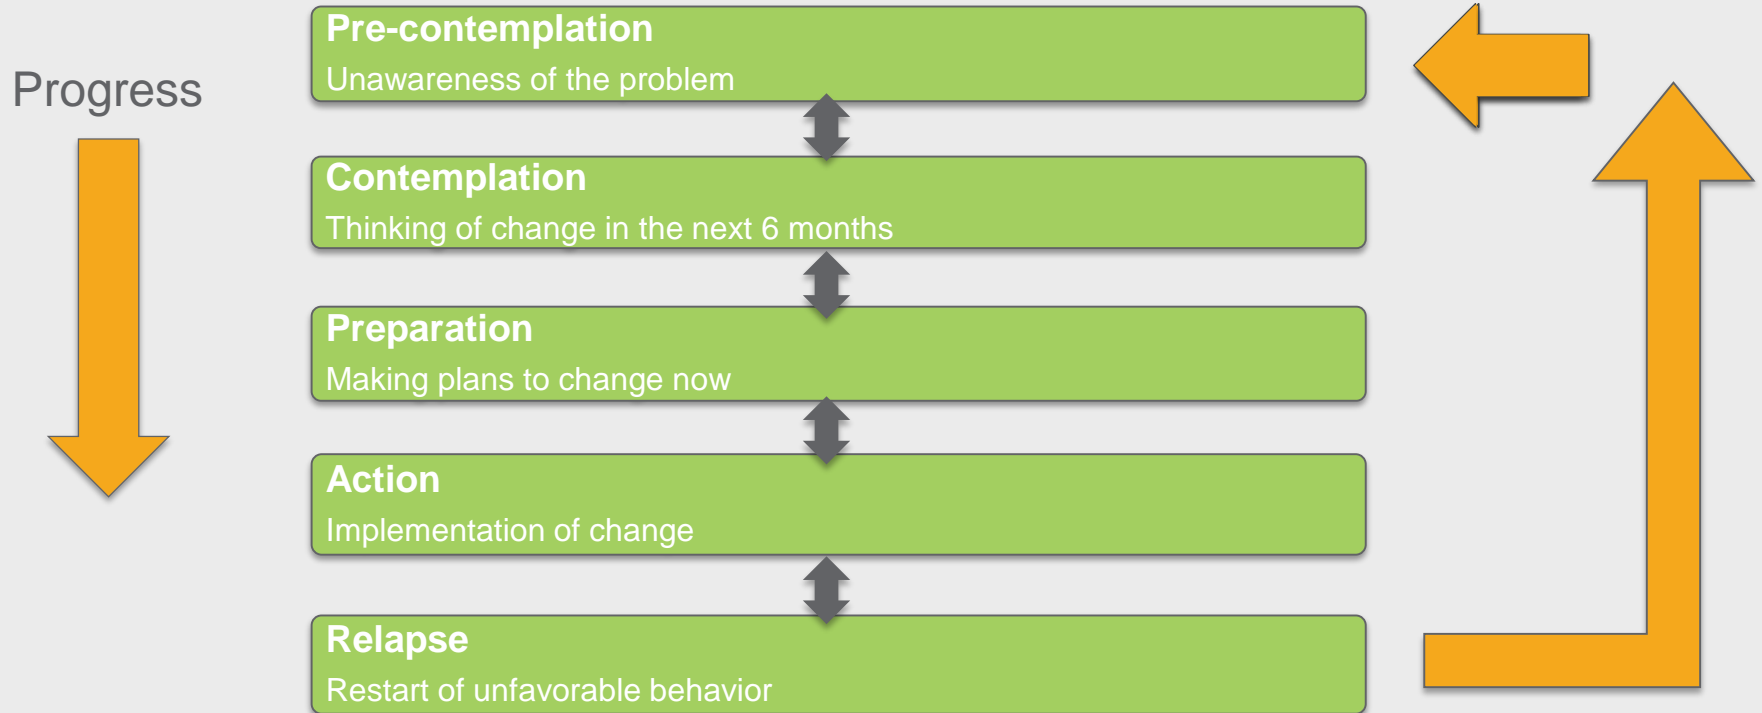 Progress
Pre-contemplation
Unawareness of the problem
Contemplation
Thinking of change in the next 6 months
Preparation
Making plans to change now
Action
Implementation of change
Relapse
Restart of unfavorable behavior